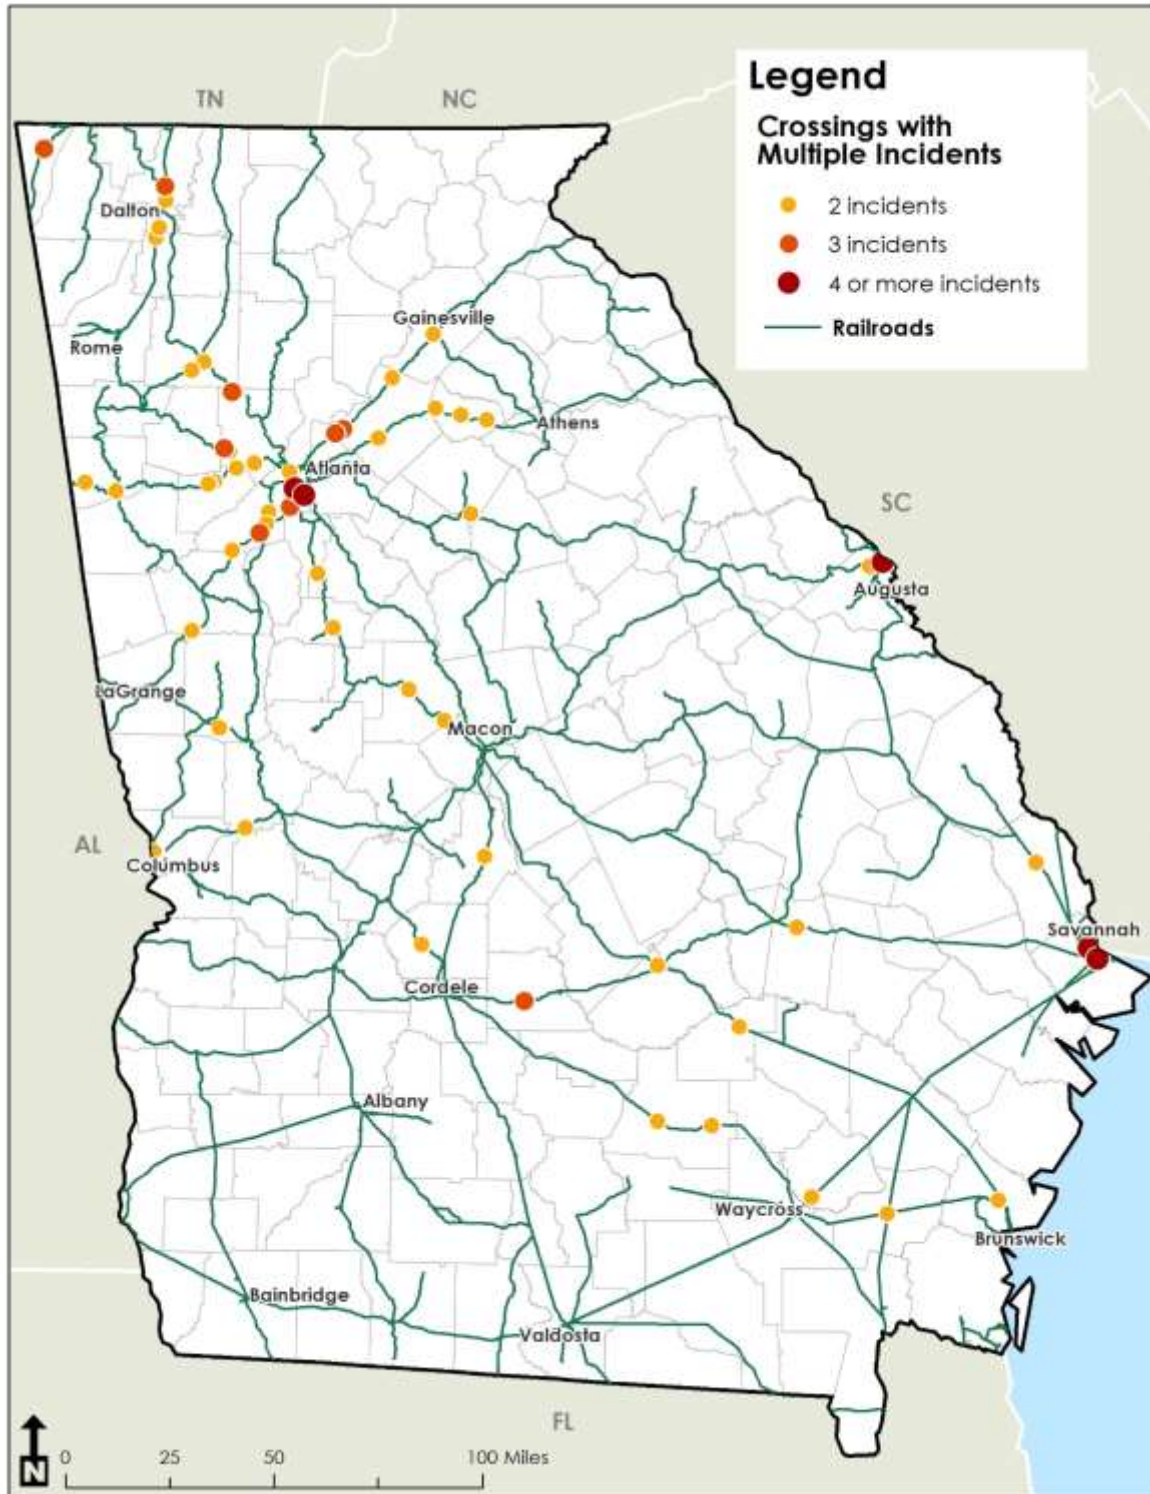 Legend
Crossings with
Multiple Incidents
2 incidents
3 incidents
4 or more incidents
Railroads
TN
NC
Dalton
Gainesville
Rome
Athens
Atlanta
SC
Augusta
LaGrange
Macon
AL
Columbus
Savannah
Cordele
Albany
Waycross
Brunswick
Bainbridge
Valdosta
FL
N
0 25 50 100 Miles